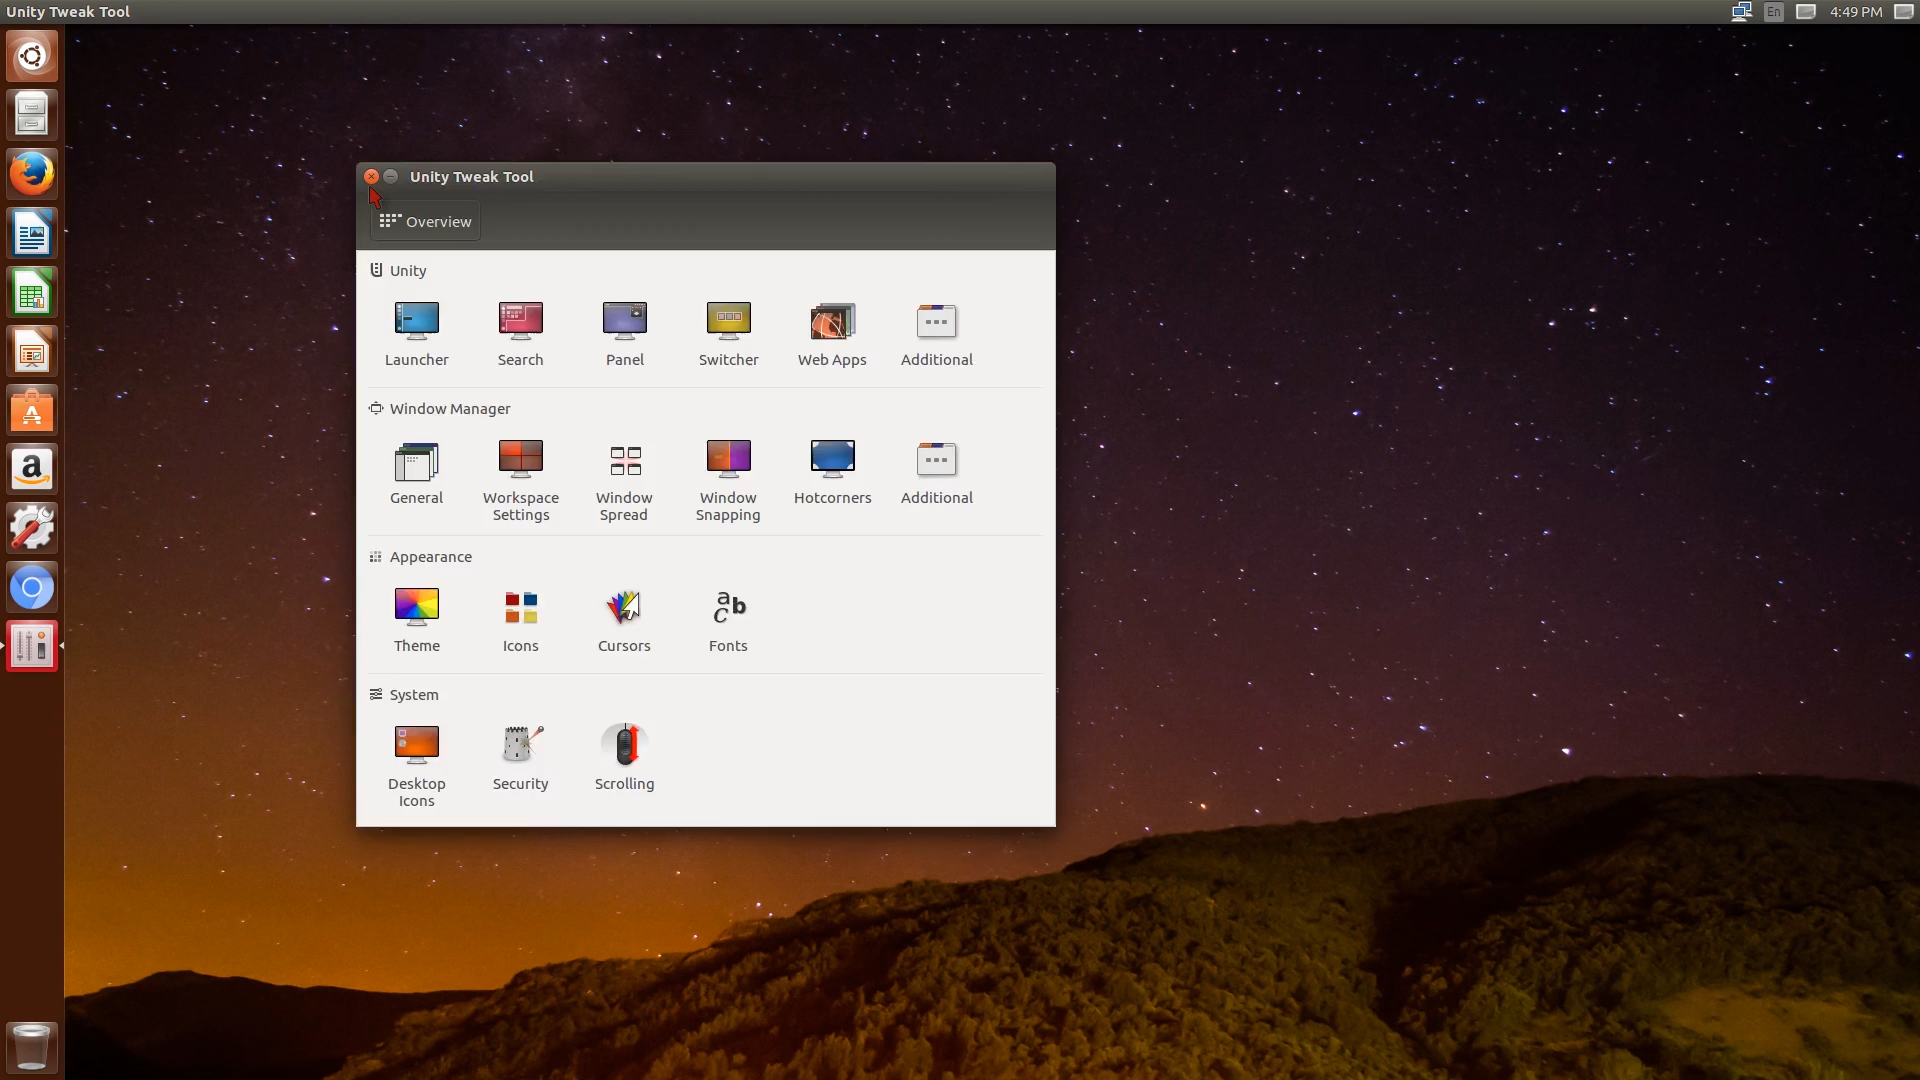 Unity Tweak Tool
En
4:49 PM
Unity Tweak Tool
Overview
Unity
Launcher
Search
Panel
Switcher
Web Apps
Additional
Window Manager
General
Workspace
Settings
Window
Spread
Window
Snapping
Hotcorners
Additional
Appearance
Theme
Icons
Cursors
a
c b
Fonts
System
Desktop
Icons
Security
Scrolling
A
a